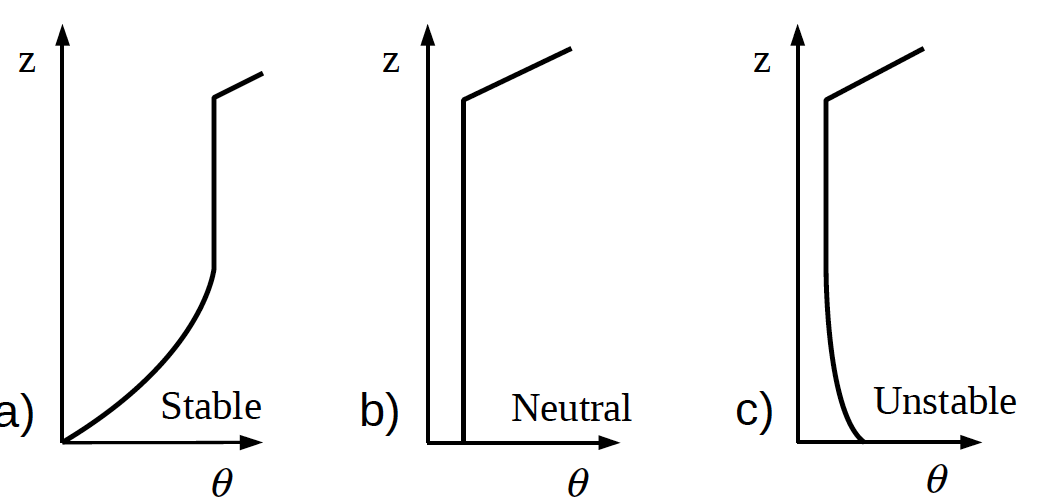 z
z
z
a)
Stable
b)
Neutral
c)
Unstable
θ
θ
θ